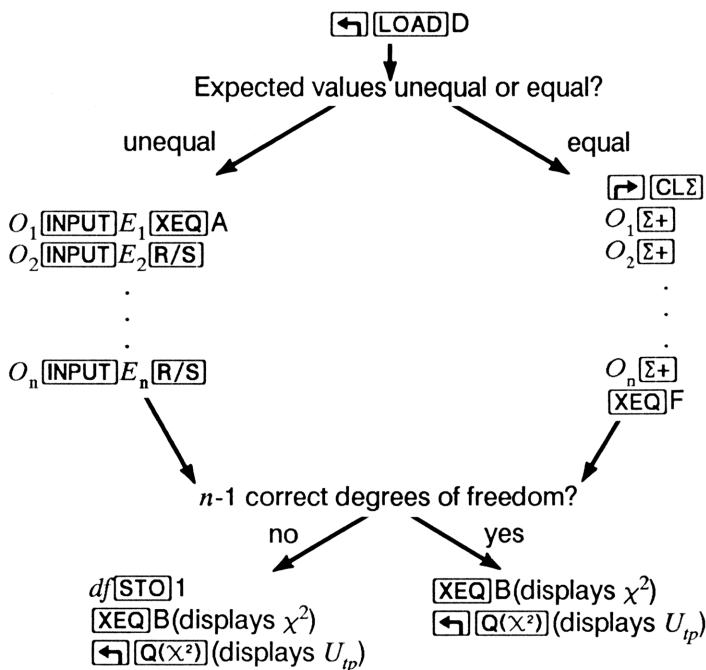 ↰ LOAD D
Expected values unequal or equal?
unequal
equal
O₁ INPUT E₁ XEQ A
O₂ INPUT E₂ R/S
.
.
.
Oₙ INPUT Eₙ R/S
↱ CLΣ
O₁ Σ+
O₂ Σ+
.
.
.
Oₙ Σ+
XEQ F
n-1 correct degrees of freedom?
no
yes
df STO 1
XEQ B (displays χ²)
↰ Q(χ²) (displays Uₜₚ)
XEQ B (displays χ²)
↰ Q(χ²) (displays Uₜₚ)